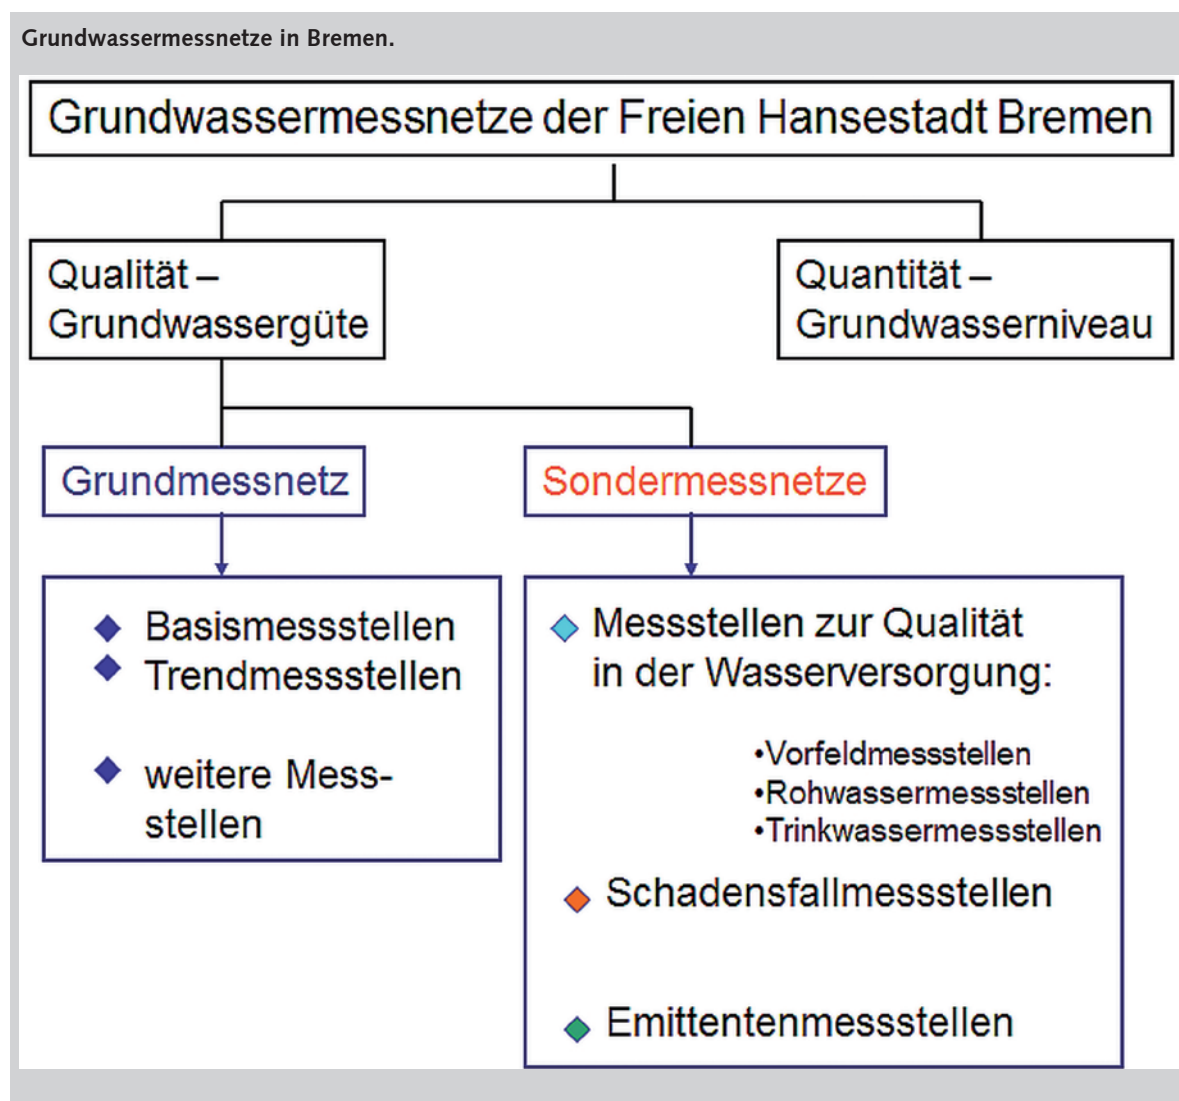 Grundwassermessnetze in Bremen.
Grundwassermessnetze der Freien Hansestadt Bremen
Qualität –
Grundwassergüte
Quantität –
Grundwasserniveau
Grundmessnetz
Sondermessnetze
Basismessstellen
Trendmessstellen
weitere Mess-
stellen
Messstellen zur Qualität
in der Wasserversorgung:
•Vorfeldmessstellen
•Rohwassermessstellen
•Trinkwassermessstellen
Schadensfallmessstellen
Emittentenmessstellen